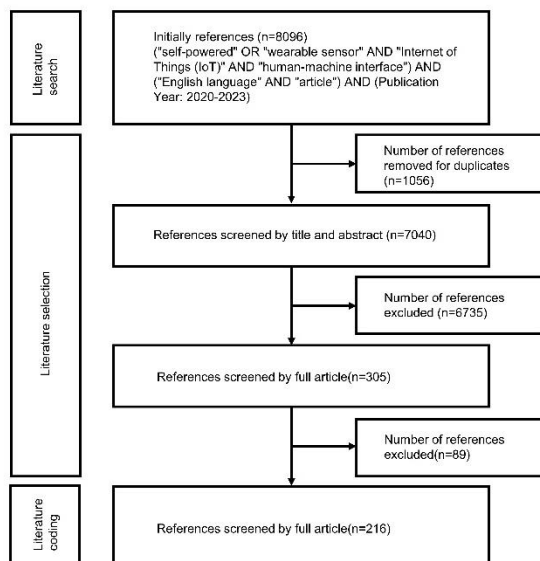 Literature
search
Initially references (n=8096)
("self-powered" OR "wearable sensor" AND "Internet of
Things (IoT)" AND "human-machine interface") AND
("English language" AND "article") AND (Publication
Year: 2020-2023)
Number of references
removed for duplicates
(n=1056)
Literature selection
References screened by title and abstract (n=7040)
Number of references
excluded (n=6735)
References screened by full article(n=305)
Number of references
excluded(n=89)
Literature
coding
References screened by full article(n=216)